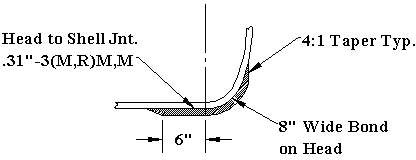 Head to Shell Jnt.
.31"-3(M,R)M,M
4:1 Taper Typ.
6"
8" Wide Bond
on Head